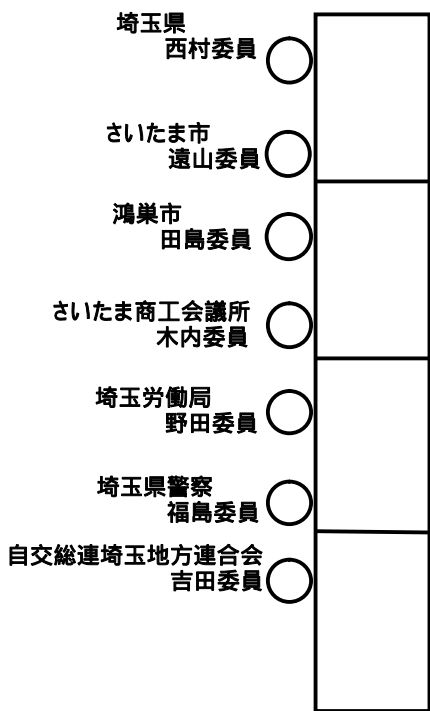 埼玉県
西村委員
さいたま市
遠山委員
鴻巣市
田島委員
さいたま商工会議所
木内委員
埼玉労働局
野田委員
埼玉県警察
福島委員
自交総連埼玉地方連合会
吉田委員